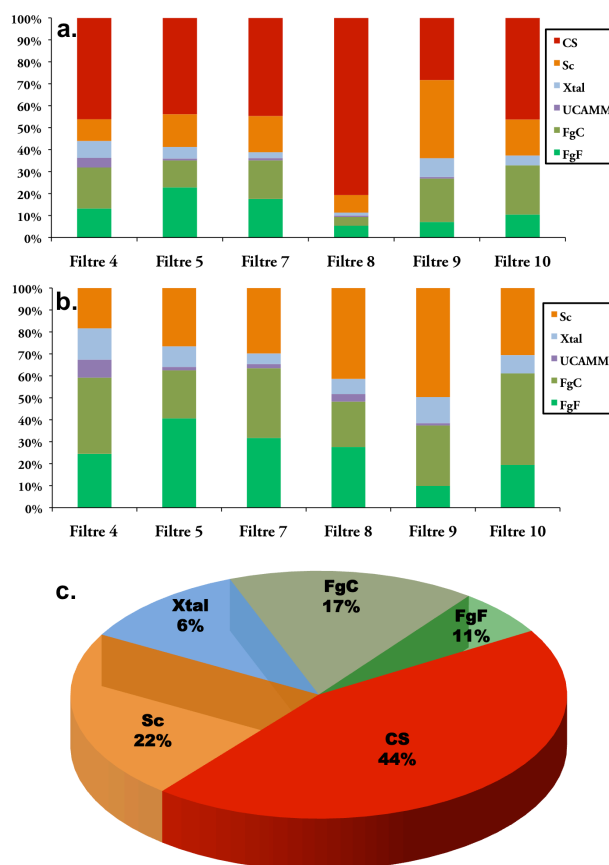 a.
100%
90%
80%
70%
60%
50%
40%
30%
20%
10%
0%
Filtre 4 Filtre 5 Filtre 7 Filtre 8 Filtre 9 Filtre 10
CS
Sc
Xtal
UCAMM
FgC
FgF
b.
100%
90%
80%
70%
60%
50%
40%
30%
20%
10%
0%
Filtre 4 Filtre 5 Filtre 7 Filtre 8 Filtre 9 Filtre 10
Sc
Xtal
UCAMM
FgC
FgF
c.
FgC
17%
Xtal
6%
FgF
11%
Sc
22%
CS
44%